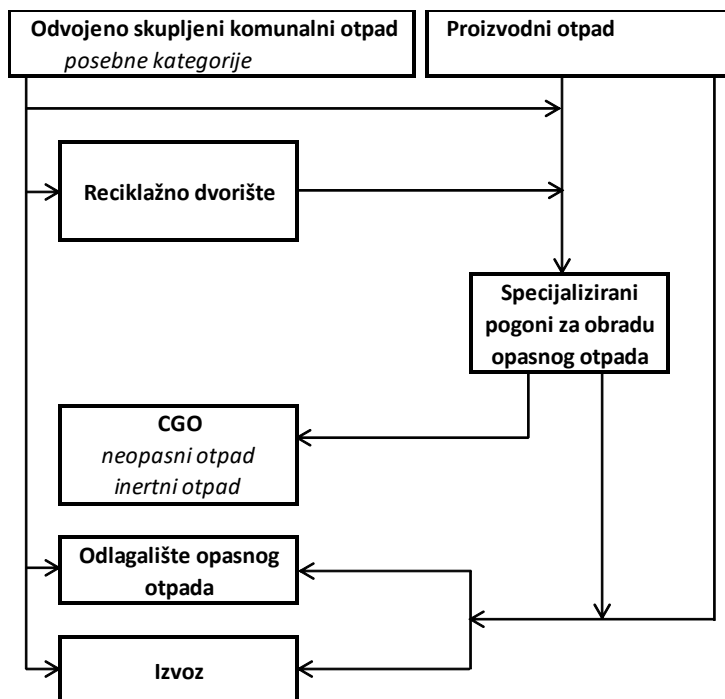 Odvojeno skupljeni komunalni otpad
posebne kategorije
Proizvodni otpad
Reciklažno dvorište
Specijalizirani
pogoni za obradu
opasnog otpada
CGO
neopasni otpad
inertni otpad
Odlagalište opasnog
otpada
Izvoz